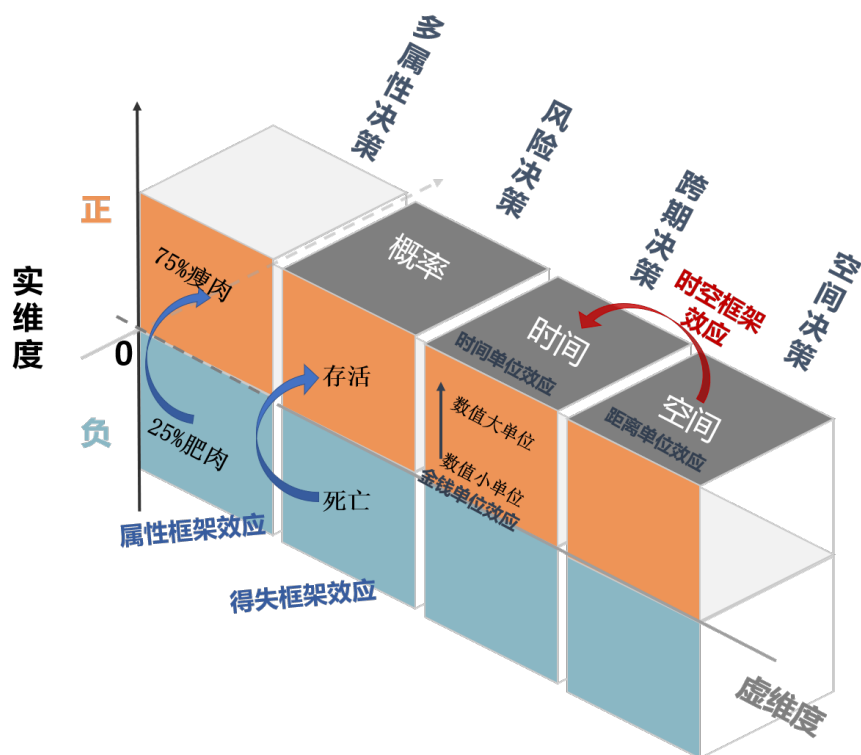 多属性决策
风险决策
跨期决策
空间决策
正
实维度
0
负
75%瘦肉
25%肥肉
属性框架效应
概率
存活
死亡
得失框架效应
时间
时间单位效应
数值大单位
数值小单位
金钱单位效应
时空框架
效应
空间
距离单位效应
虚维度